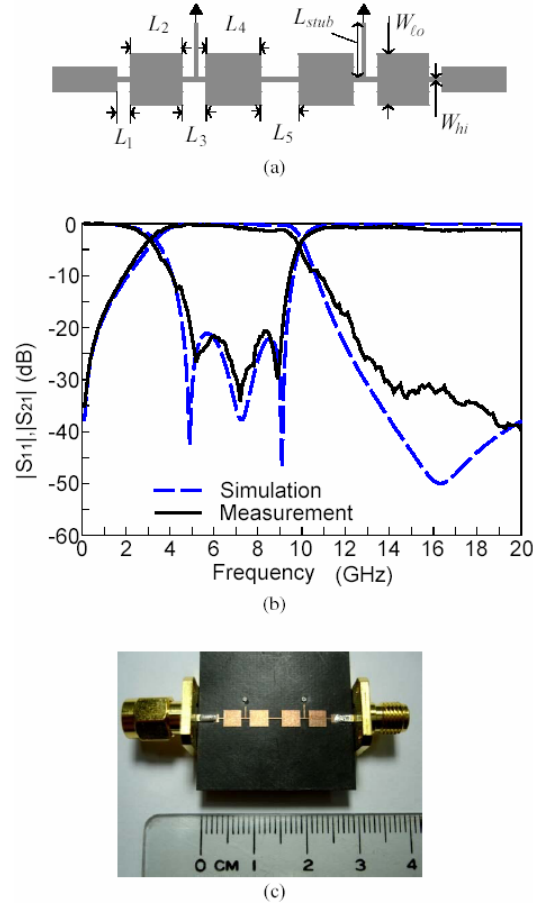 (a)
L2
L4
Lstub
Wℓo
L1
L3
L5
Whi
(a)
|S11|,|S21| (dB)
0
-10
-20
-30
-40
-50
-60
Simulation
Measurement
0 2 4 6 8 10 12 14 16 18 20
Frequency (GHz)
(b)
0 CM 1 2 3 4
(c)